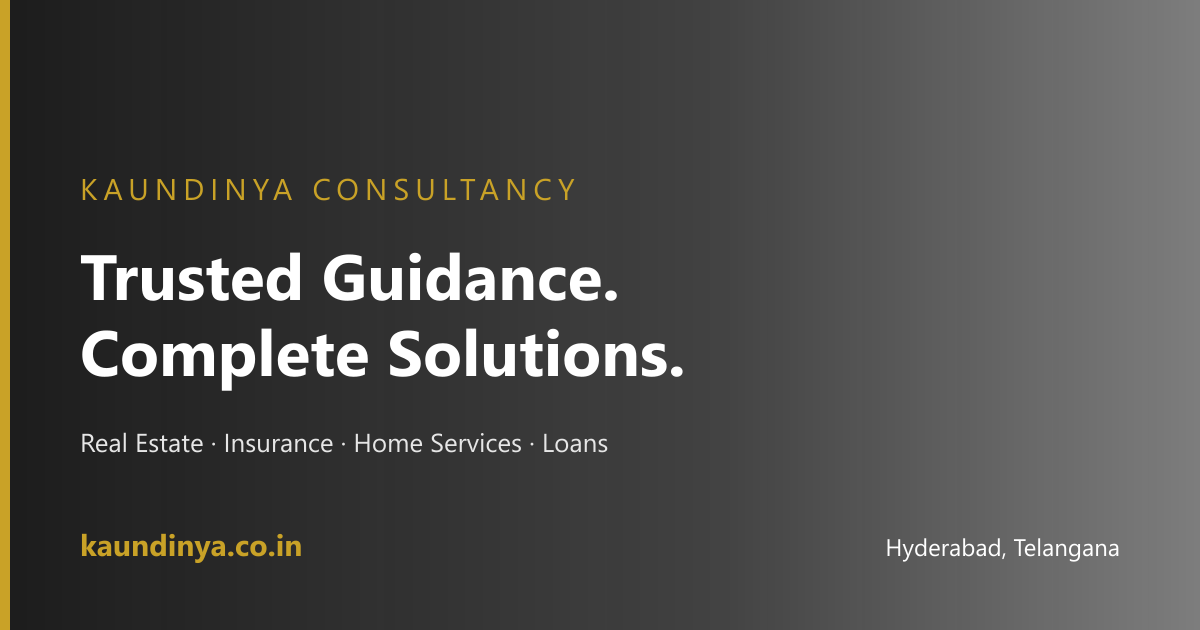 KAUNDINYA CONSULTANCY
Trusted Guidance.
Complete Solutions.
Real Estate · Insurance · Home Services · Loans
kaundinya.co.in
Hyderabad, Telangana